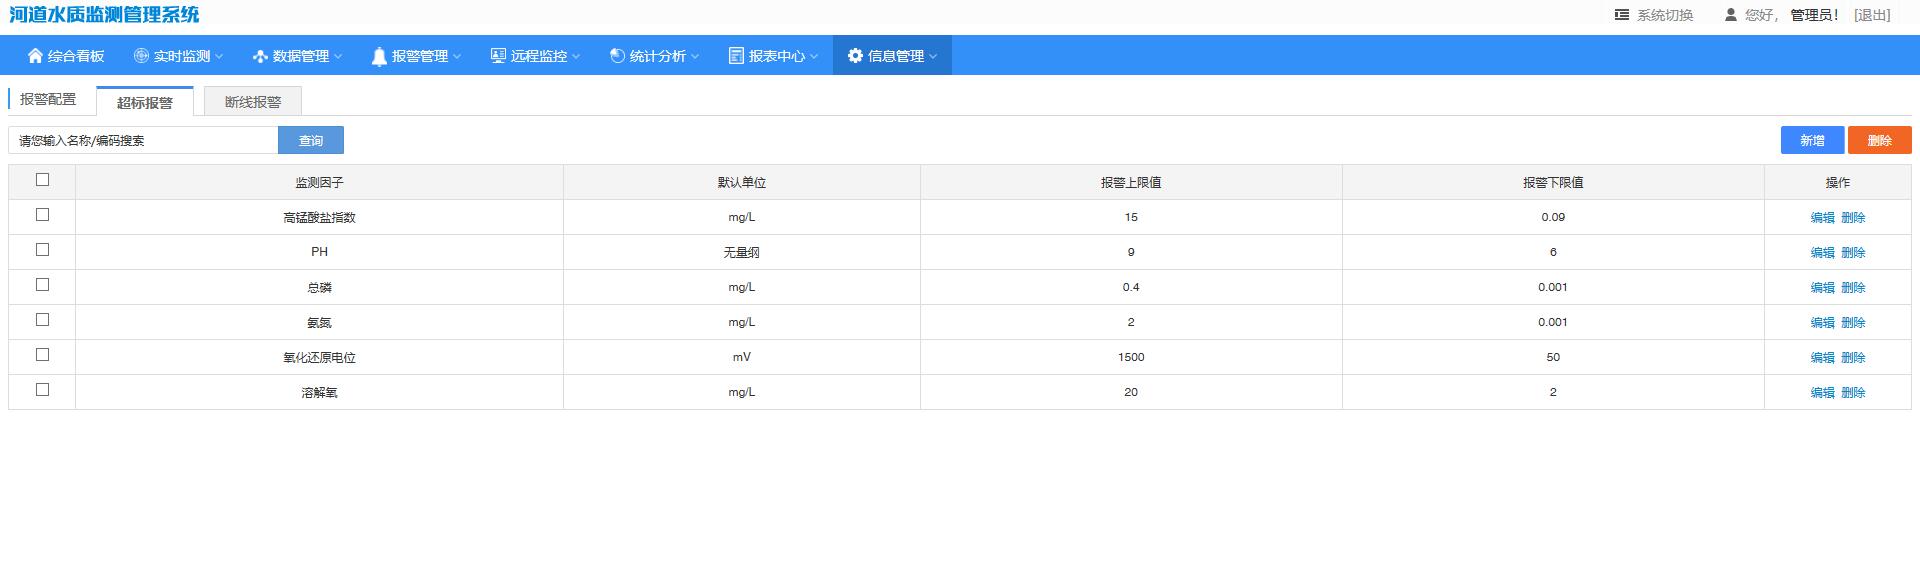 河道水质监测管理系统 系统切换 您好， 管理员！ [退出]
综合看板 实时监测 数据管理 报警管理 远程监控 统计分析 报表中心 信息管理
报警配置 超标报警 断线报警
请您输入名称/编码搜索 查询 新增 删除
监测因子 默认单位 报警上限值 报警下限值 操作
高锰酸盐指数 mg/L 15 0.09 编辑 删除
PH 无量纲 9 6 编辑 删除
总磷 mg/L 0.4 0.001 编辑 删除
氨氮 mg/L 2 0.001 编辑 删除
氧化还原电位 mV 1500 50 编辑 删除
溶解氧 mg/L 20 2 编辑 删除